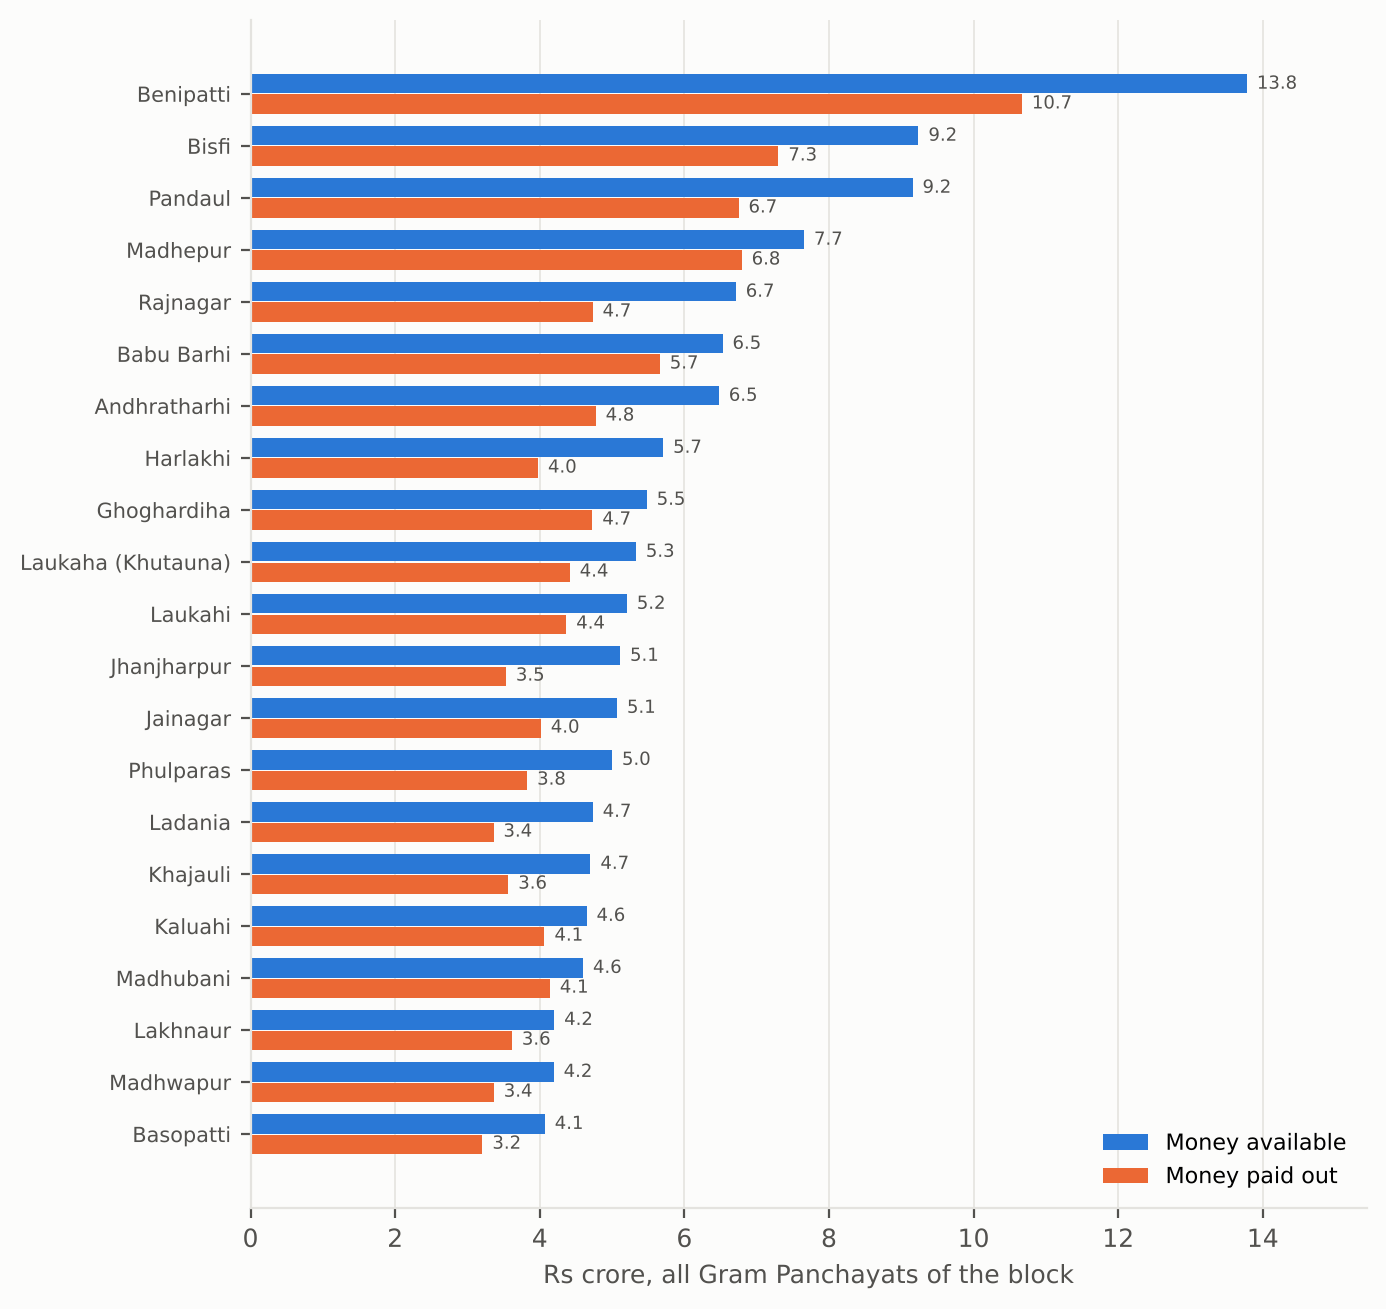 Benipatti 13.8
10.7
Bisfi 9.2
7.3
Pandaul 9.2
6.7
Madhepur 7.7
6.8
Rajnagar 6.7
4.7
Babu Barhi 6.5
5.7
Andhratharhi 6.5
4.8
Harlakhi 5.7
4.0
Ghoghardiha 5.5
4.7
Laukaha (Khutauna) 5.3
4.4
Laukahi 5.2
4.4
Jhanjharpur 5.1
3.5
Jainagar 5.1
4.0
Phulparas 5.0
3.8
Ladania 4.7
3.4
Khajauli 4.7
3.6
Kaluahi 4.6
4.1
Madhubani 4.6
4.1
Lakhnaur 4.2
3.6
Madhwapur 4.2
3.4
Basopatti 4.1
3.2
Money available
Money paid out
0 2 4 6 8 10 12 14
Rs crore, all Gram Panchayats of the block